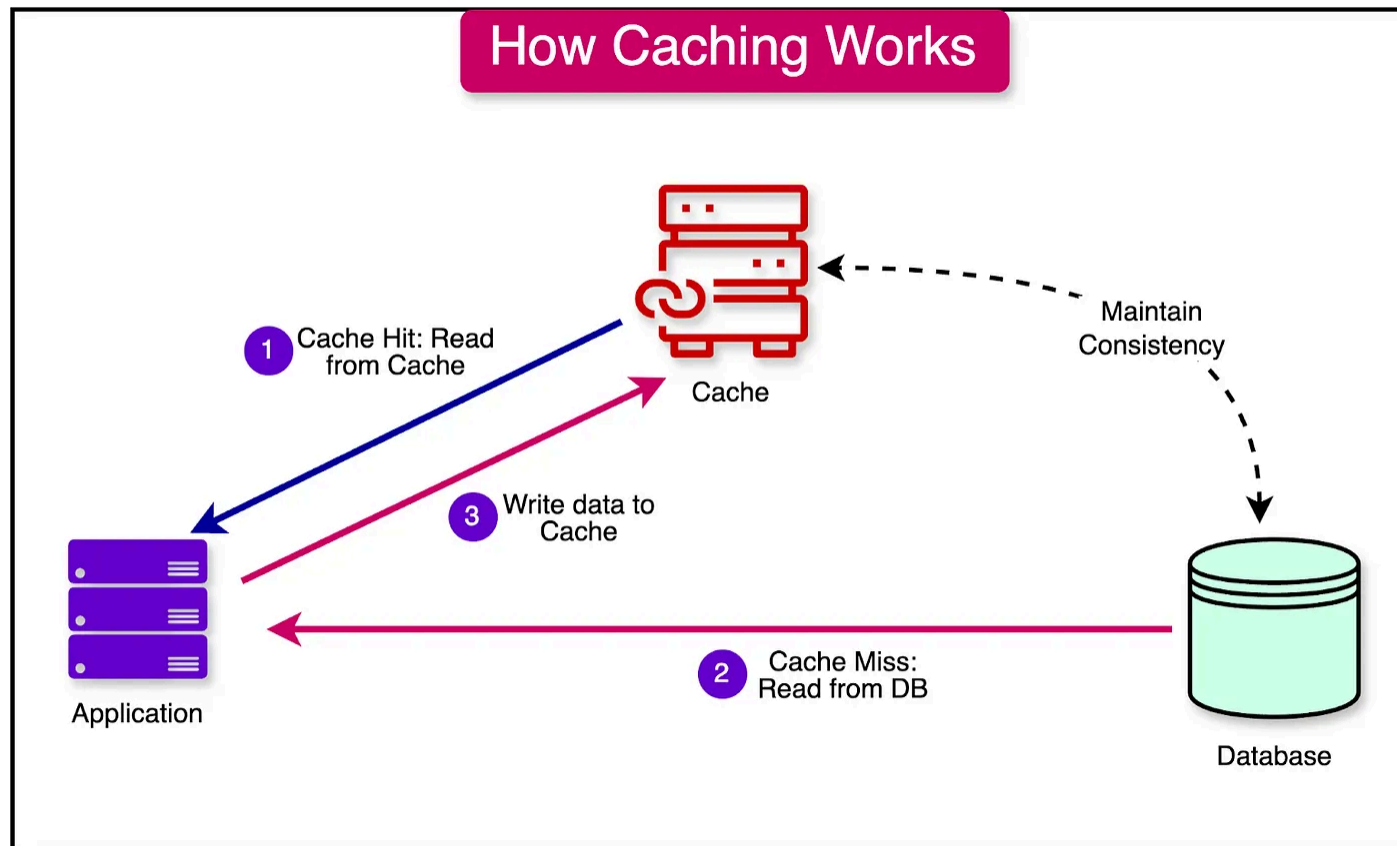 How Caching Works
1
Cache Hit: Read
from Cache
Cache
Maintain
Consistency
3
Write data to
Cache
2
Cache Miss:
Read from DB
Application
Database